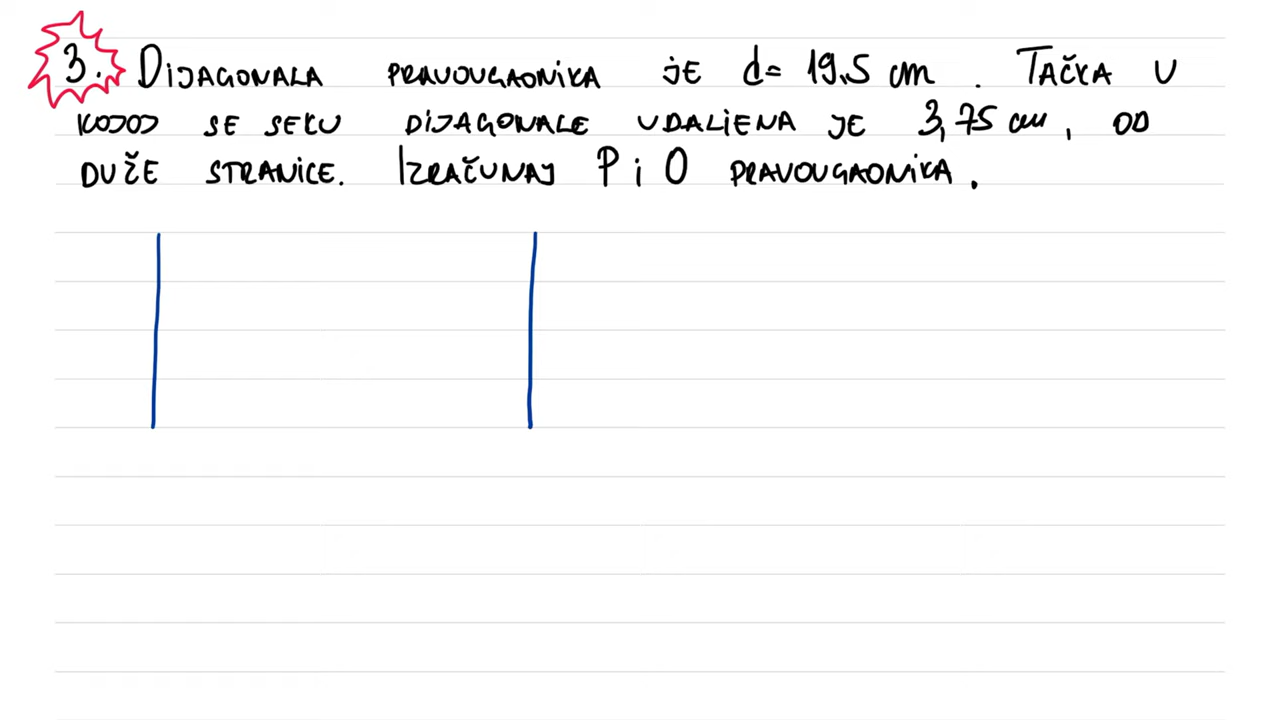 3. Dijagonala pravougaonika je d= 19,5 cm. Tačka u
kojoj se seku dijagonale udaljena je 3,75 cm, od
duže stranice. Izračunaj P i O pravougaonika.